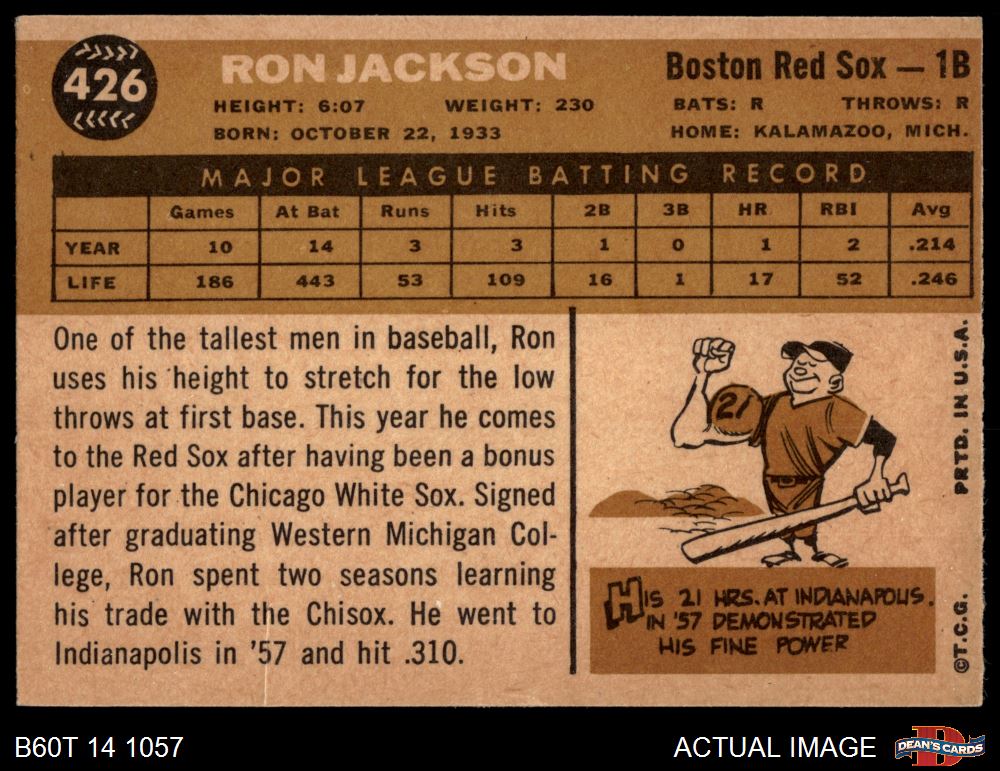 426
RON JACKSON
Boston Red Sox — 1B
HEIGHT: 6:07 WEIGHT: 230 BATS: R THROWS: R
BORN: OCTOBER 22, 1933 HOME: KALAMAZOO, MICH.
MAJOR LEAGUE BATTING RECORD
Games At Bat Runs Hits 2B 3B HR RBI Avg
YEAR 10 14 3 3 1 0 1 2 .214
LIFE 186 443 53 109 16 1 17 52 .246
One of the tallest men in baseball, Ron
uses his height to stretch for the low
throws at first base. This year he comes
to the Red Sox after having been a bonus
player for the Chicago White Sox. Signed
after graduating Western Michigan Col-
lege, Ron spent two seasons learning
his trade with the Chisox. He went to
Indianapolis in '57 and hit .310.
21
HIS 21 HRS. AT INDIANAPOLIS.
IN '57 DEMONSTRATED
HIS FINE POWER
©T.C.G. PRTD. IN U.S.A.
B60T 14 1057
ACTUAL IMAGE
D
DEAN'S CARDS